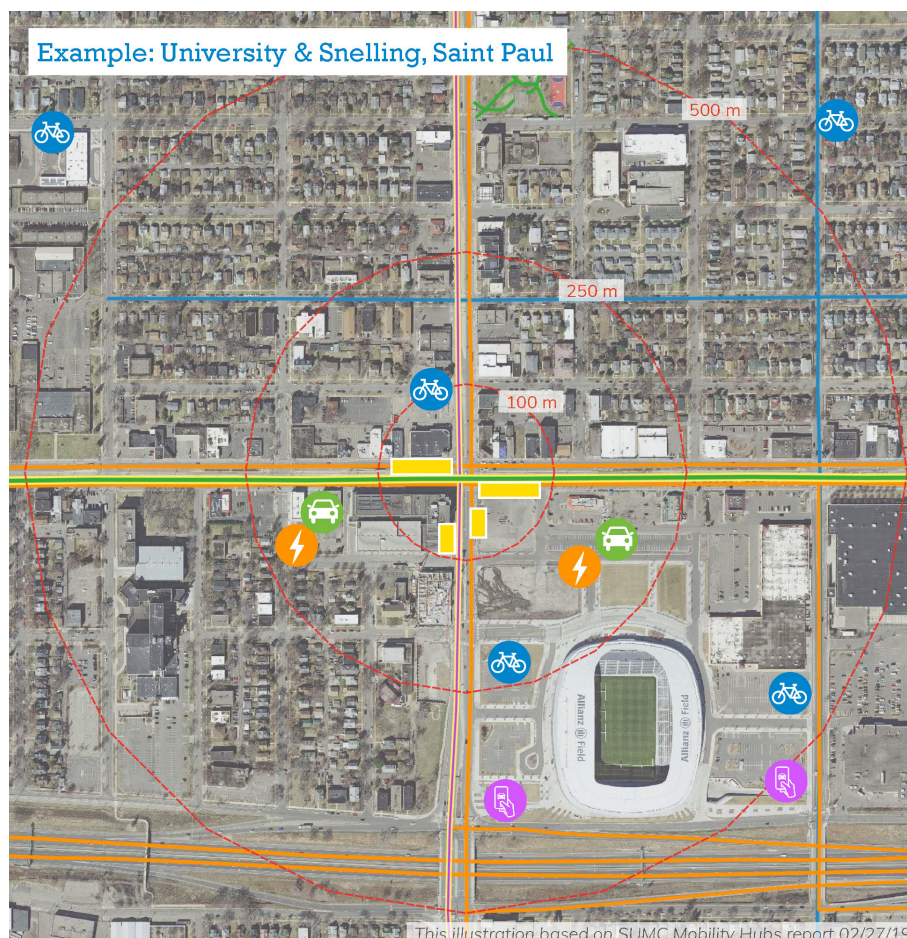 Example: University & Snelling, Saint Paul
500 m
250 m
100 m
Allianz Field
Allianz Field
This illustration based on SUMC Mobility Hubs report 02/27/19